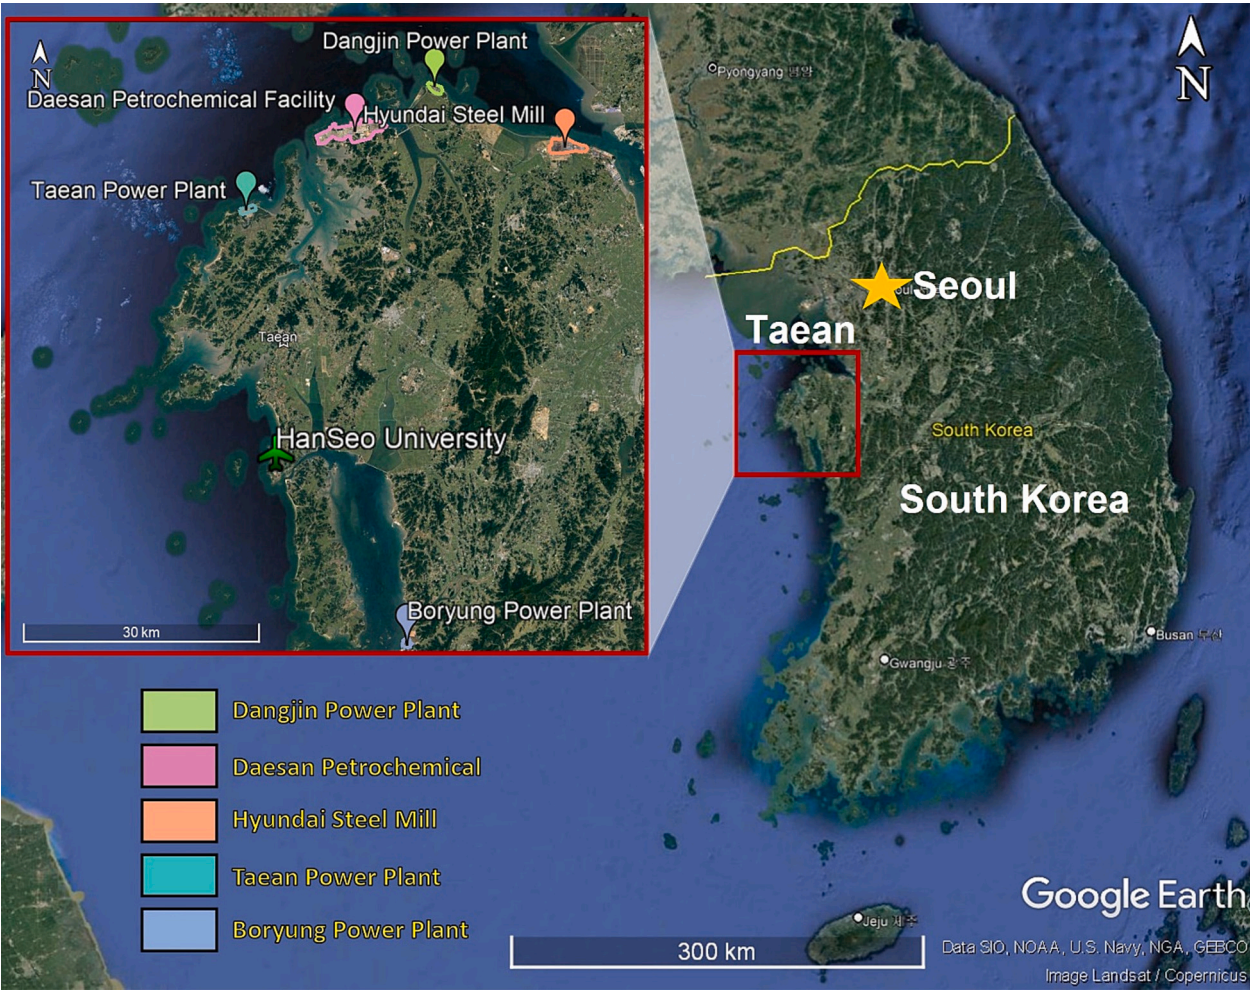 N
Dangjin Power Plant
Daesan Petrochemical Facility
Hyundai Steel Mill
Taean Power Plant
Taean
HanSeo University
Boryung Power Plant
30 km
N
Pyongyang 평양
Seoul
Taean
South Korea
South Korea
Busan 부산
Gwangju 광주
Jeju 제주
Dangjin Power Plant
Daesan Petrochemical
Hyundai Steel Mill
Taean Power Plant
Boryung Power Plant
300 km
Google Earth
Data SIO, NOAA, U.S. Navy, NGA, GEBCO
Image Landsat / Copernicus